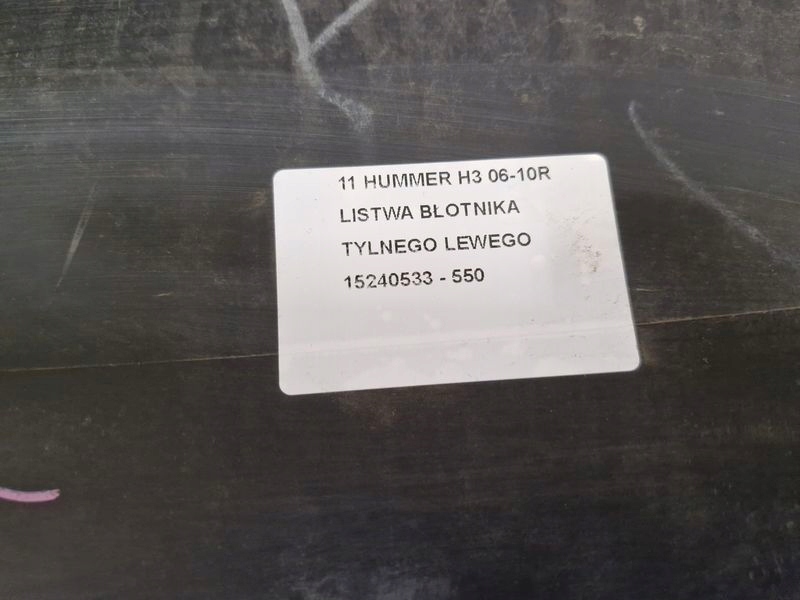 11 HUMMER H3 06-10R
LISTWA BŁOTNIKA
TYLNEGO LEWEGO
15240533 - 550